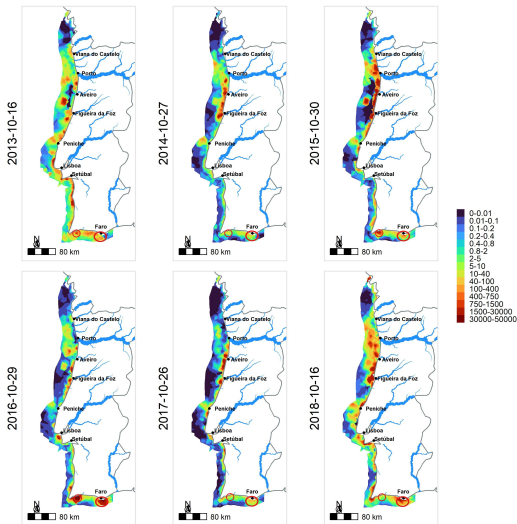 2013-10-16
Viana do Castelo
Porto
Aveiro
Figueira da Foz
Peniche
Lisboa
Setúbal
Faro
N
80 km
2014-10-27
Viana do Castelo
Porto
Aveiro
Figueira da Foz
Peniche
Lisboa
Setúbal
Faro
N
80 km
2015-10-30
Viana do Castelo
Porto
Aveiro
Figueira da Foz
Peniche
Lisboa
Setúbal
Faro
N
80 km
0-0.01
0.01-0.1
0.1-0.2
0.2-0.4
0.4-0.8
0.8-2
2-5
5-10
10-40
40-100
100-400
400-750
750-1500
1500-30000
30000-50000
2016-10-29
Viana do Castelo
Porto
Aveiro
Figueira da Foz
Peniche
Lisboa
Setúbal
Faro
N
80 km
2017-10-26
Viana do Castelo
Porto
Aveiro
Figueira da Foz
Peniche
Lisboa
Setúbal
Faro
N
80 km
2018-10-16
Viana do Castelo
Porto
Aveiro
Figueira da Foz
Peniche
Lisboa
Setúbal
Faro
N
80 km